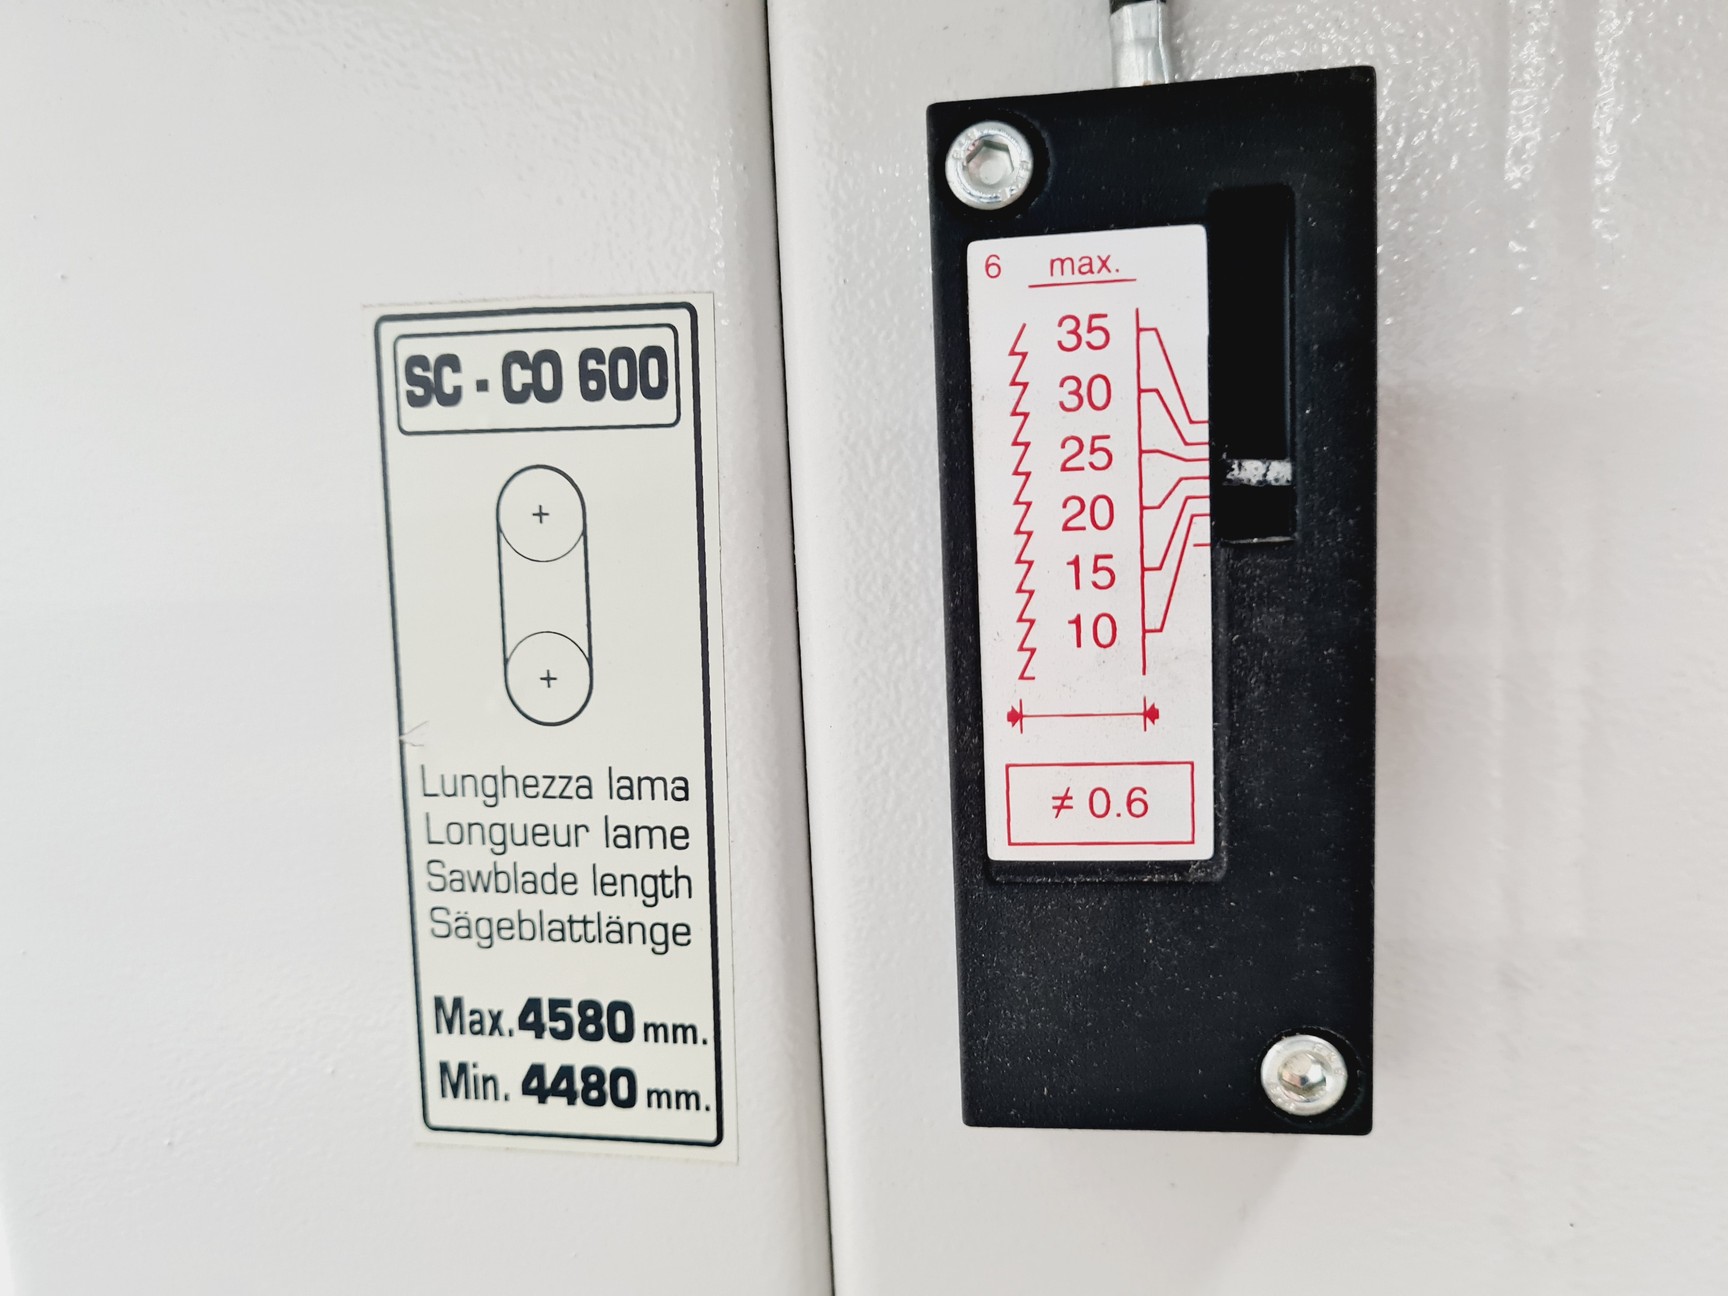 SC - CO 600
Lunghezza lama
Longueur lame
Sawblade length
Sägeblattlänge
Max. 4580 mm.
Min. 4480 mm.
6 max.
35
30
25
20
15
10
≠ 0.6